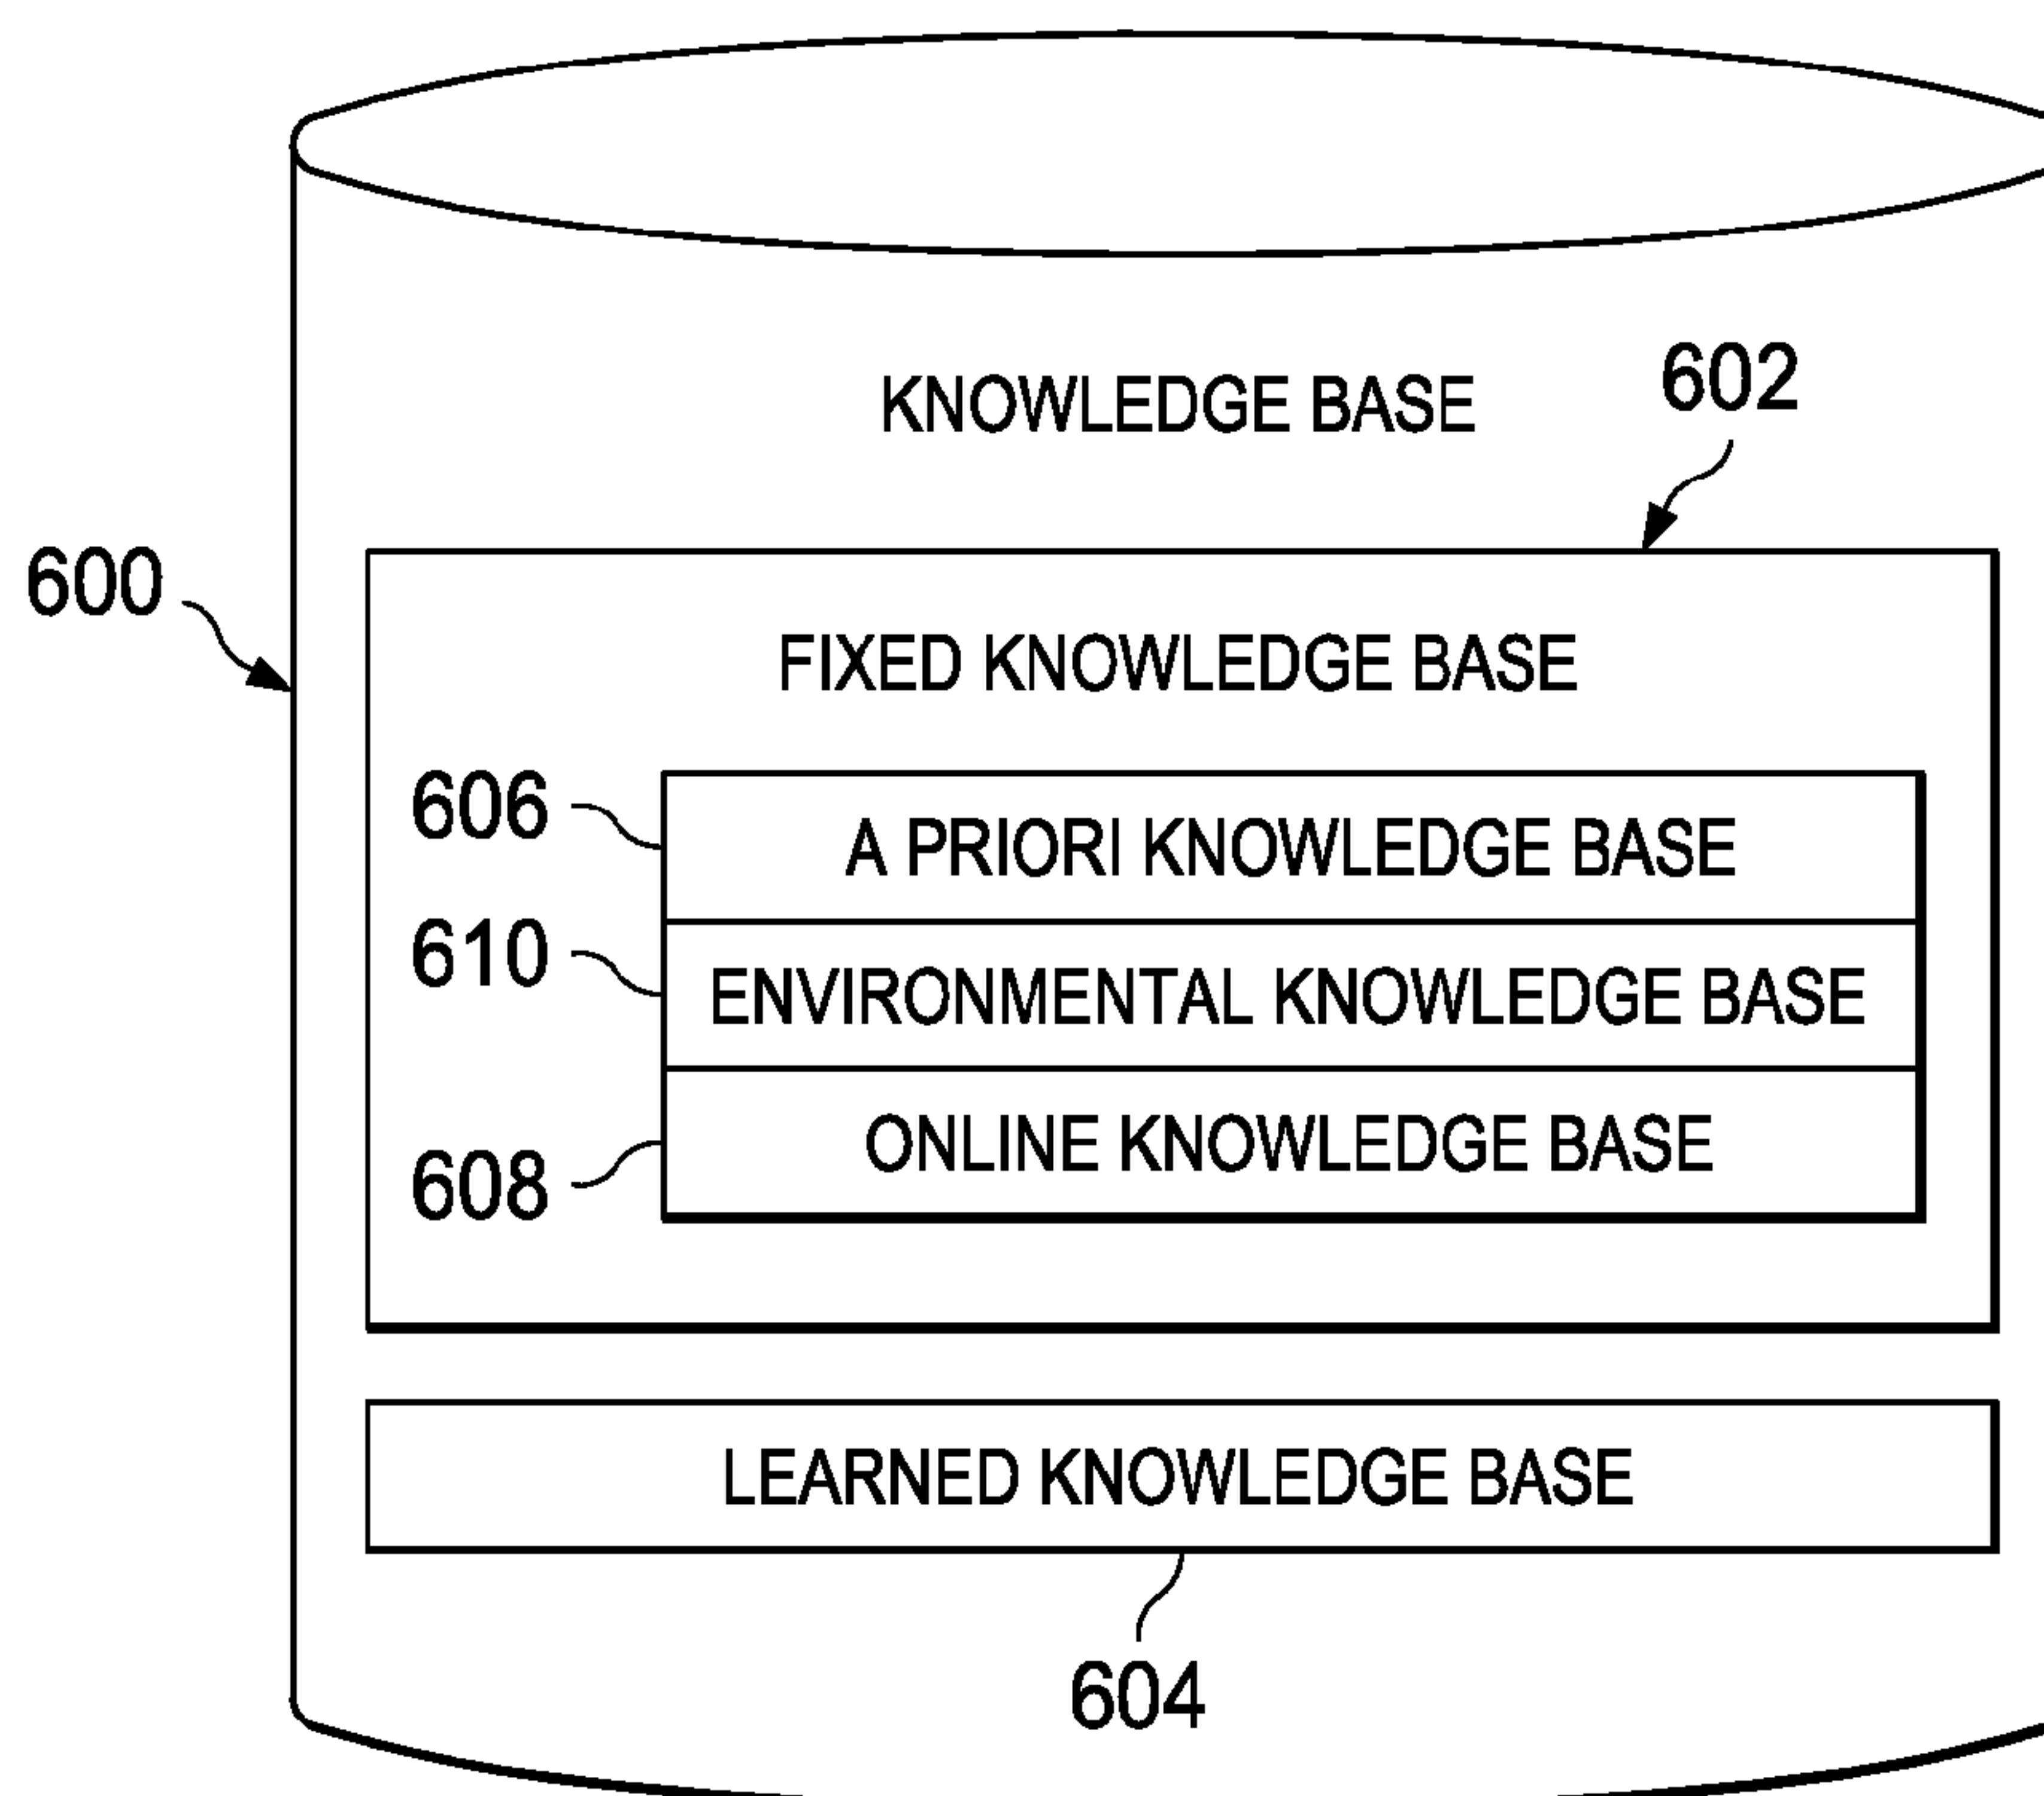 KNOWLEDGE BASE
602
600
FIXED KNOWLEDGE BASE
606
A PRIORI KNOWLEDGE BASE
610
ENVIRONMENTAL KNOWLEDGE BASE
608
ONLINE KNOWLEDGE BASE
LEARNED KNOWLEDGE BASE
604